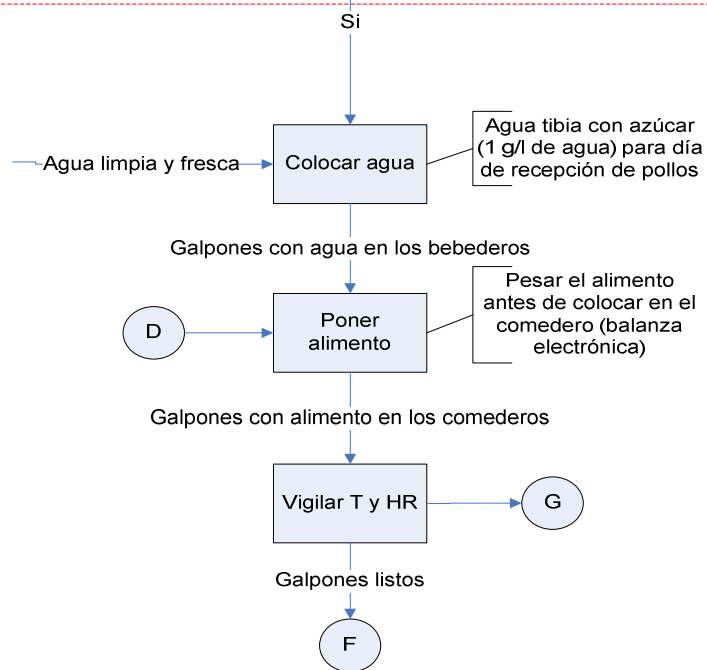 Si
Agua limpia y fresca
Colocar agua
Agua tibia con azúcar
(1 g/l de agua) para día
de recepción de pollos
Galpones con agua en los bebederos
D
Poner
alimento
Pesar el alimento
antes de colocar en el
comedero (balanza
electrónica)
Galpones con alimento en los comederos
Vigilar T y HR
G
Galpones listos
F